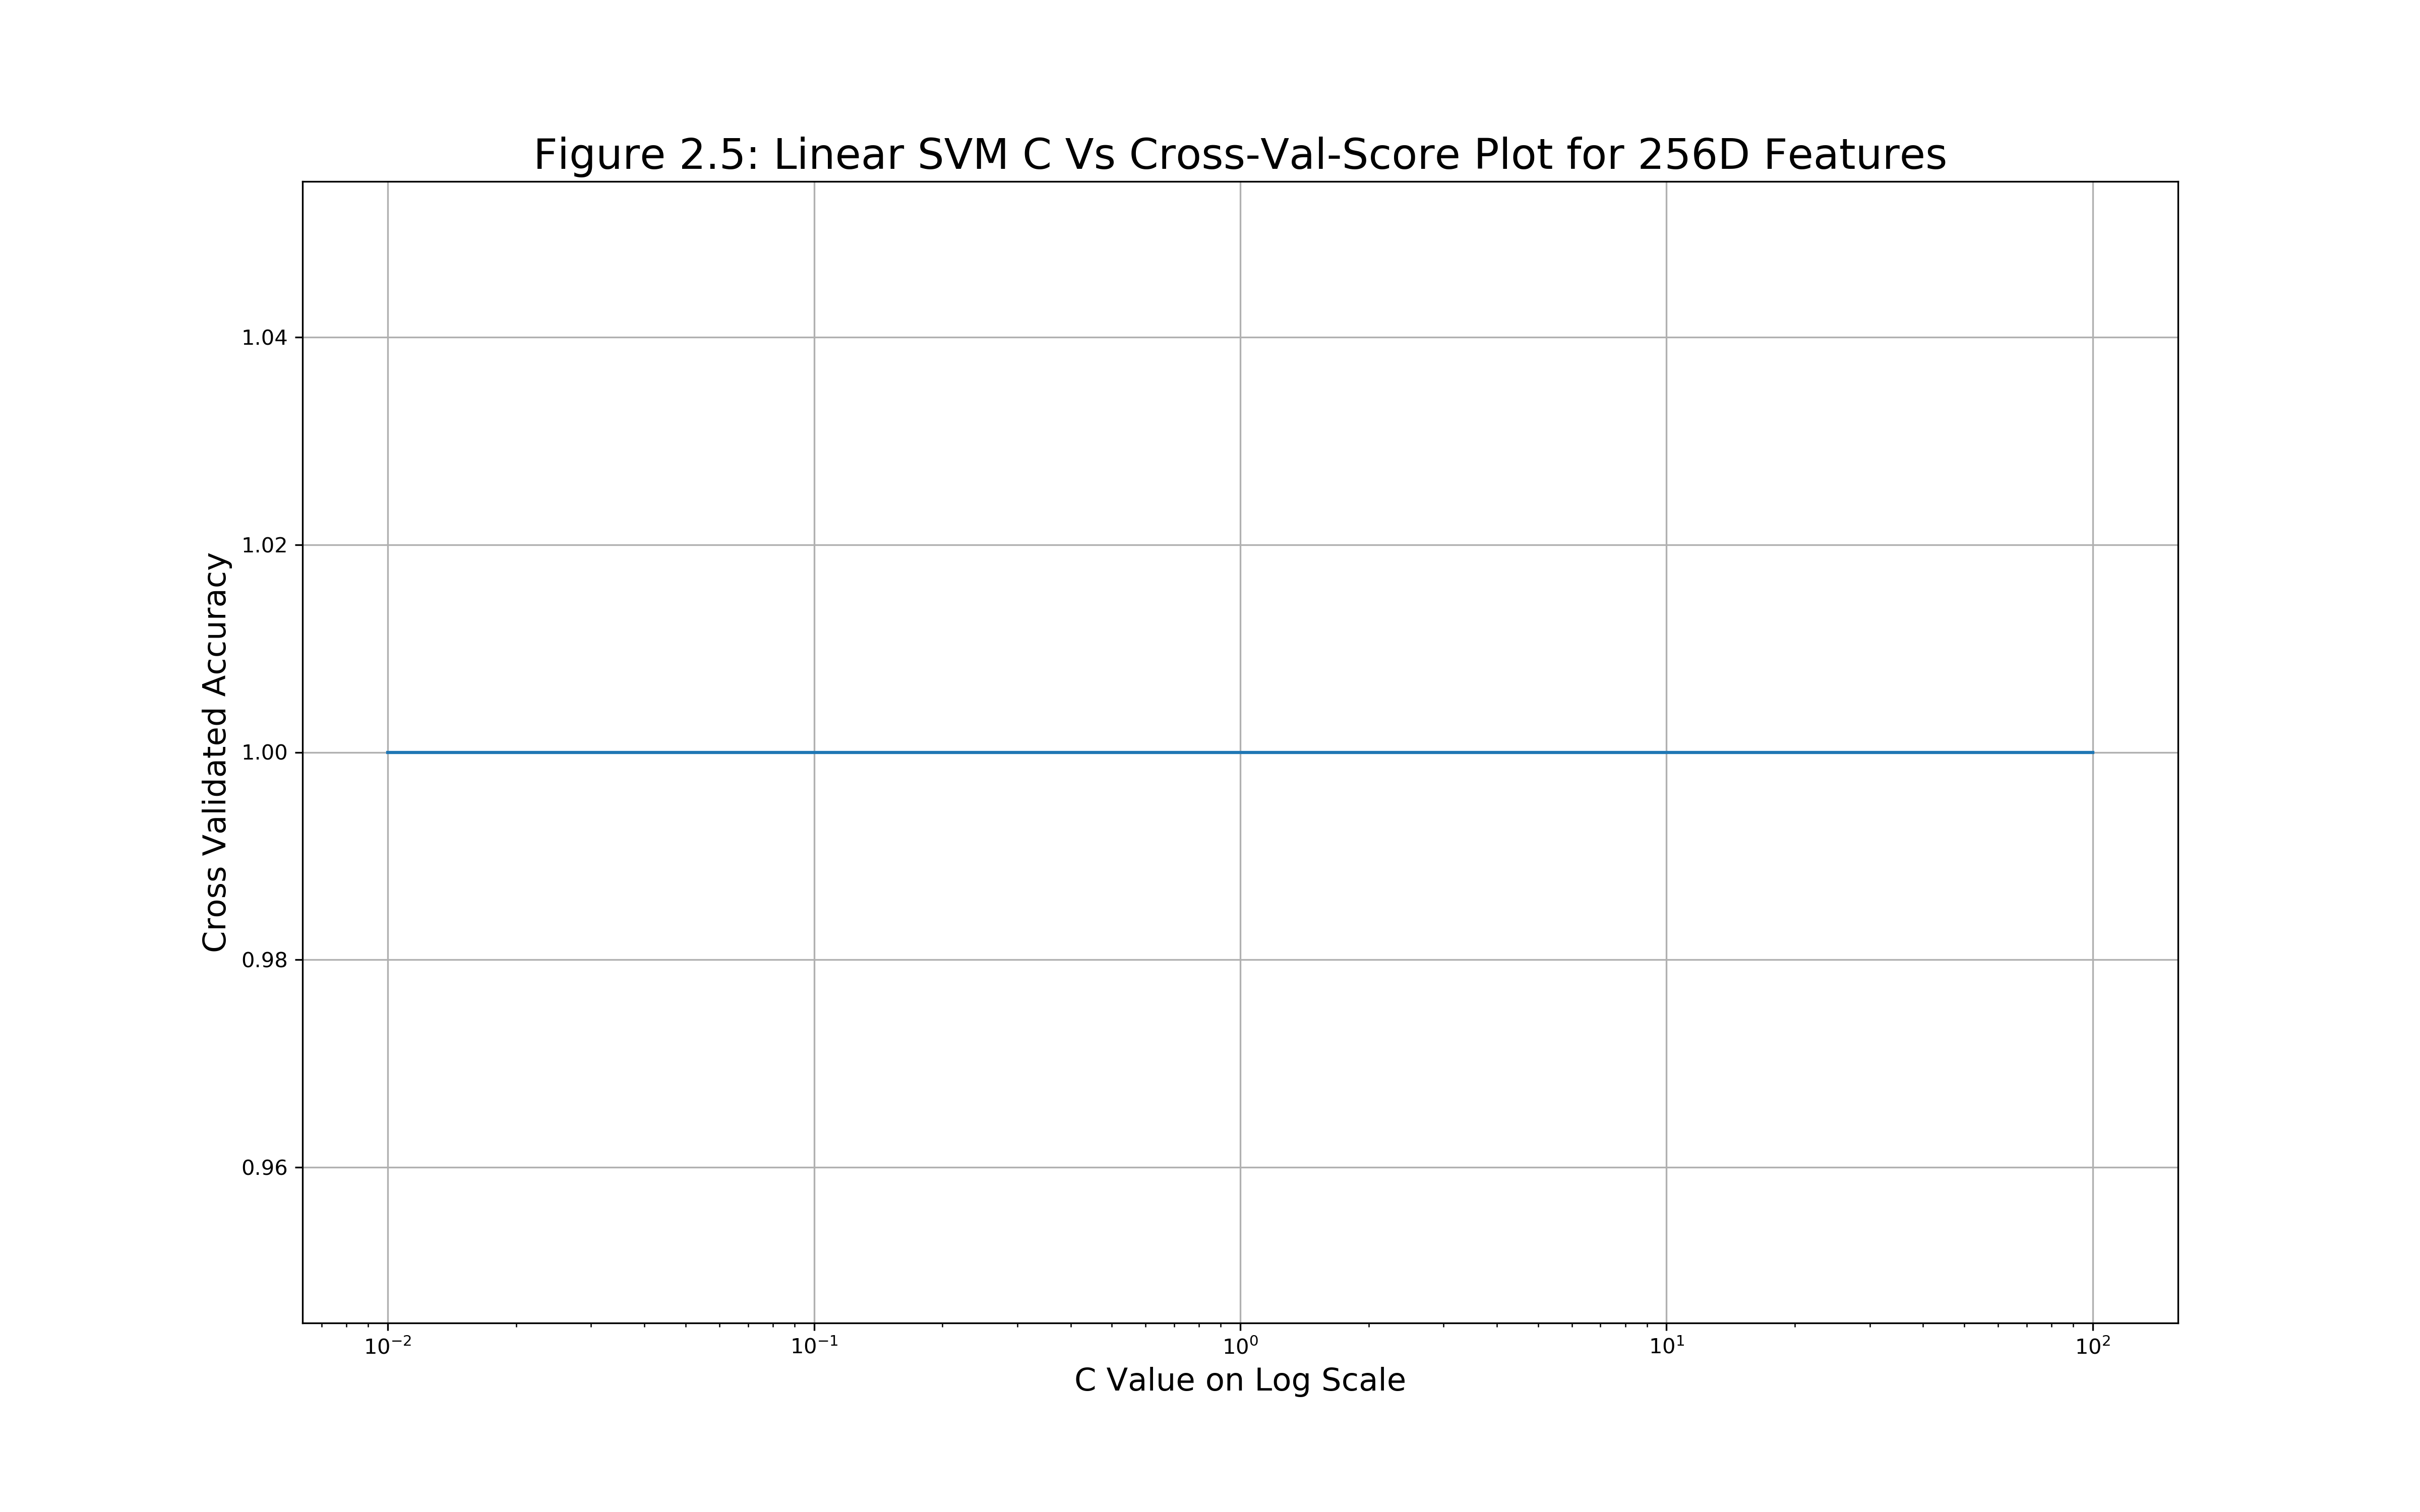 Figure 2.5: Linear SVM C Vs Cross-Val-Score Plot for 256D Features
Cross Validated Accuracy
1.04
1.02
1.00
0.98
0.96
10⁻² 10⁻¹ 10⁰ 10¹ 10²
C Value on Log Scale